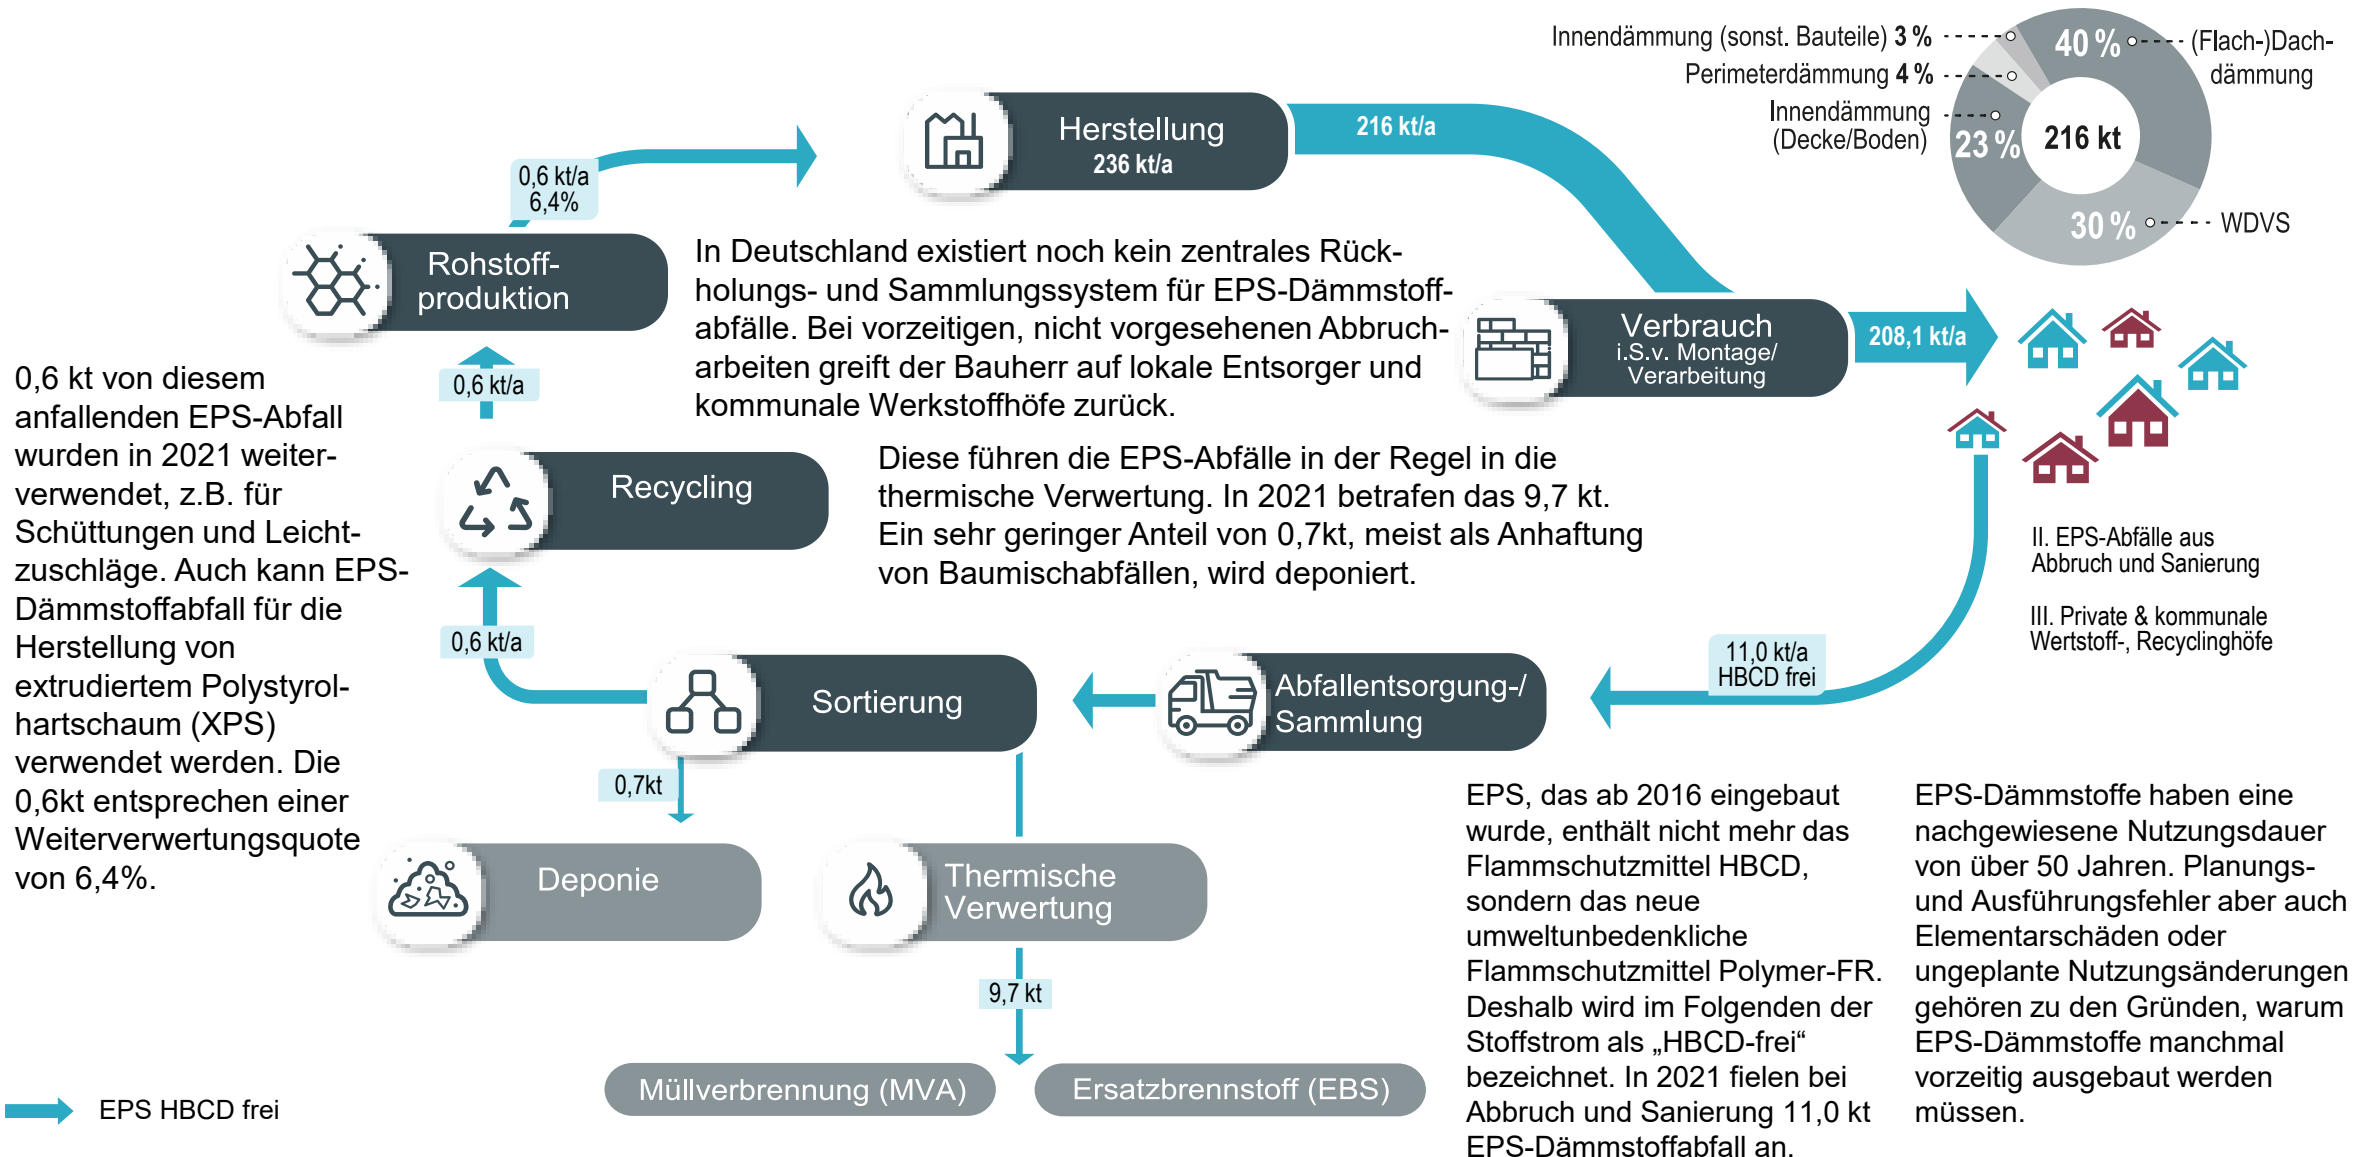 Innendämmung (sonst. Bauteile) 3 %
Perimeterdämmung 4 %
Innendämmung
(Decke/Boden)
23 %
40 %
(Flach-)Dach-
dämmung
216 kt
30 %
WDVS
Herstellung
236 kt/a
216 kt/a
0,6 kt/a
6,4%
Rohstoff-
produktion
In Deutschland existiert noch kein zentrales Rück-
holungs- und Sammlungssystem für EPS-Dämmstoff-
abfälle. Bei vorzeitigen, nicht vorgesehenen Abbruch-
arbeiten greift der Bauherr auf lokale Entsorger und
kommunale Werkstoffhöfe zurück.
Verbrauch
i.S.v. Montage/
Verarbeitung
208,1 kt/a
0,6 kt/a
0,6 kt von diesem
anfallenden EPS-Abfall
wurden in 2021 weiter-
verwendet, z.B. für
Schüttungen und Leicht-
zuschläge. Auch kann EPS-
Dämmstoffabfall für die
Herstellung von
extrudiertem Polystyrol-
hartschaum (XPS)
verwendet werden. Die
0,6kt entsprechen einer
Weiterverwertungsquote
von 6,4%.
Recycling
Diese führen die EPS-Abfälle in der Regel in die
thermische Verwertung. In 2021 betrafen das 9,7 kt.
Ein sehr geringer Anteil von 0,7kt, meist als Anhaftung
von Baumischabfällen, wird deponiert.
II. EPS-Abfälle aus
Abbruch und Sanierung
III. Private & kommunale
Wertstoff-, Recyclinghöfe
0,6 kt/a
11,0 kt/a
HBCD frei
Sortierung
Abfallentsorgung-/
Sammlung
0,7kt
Deponie
Thermische
Verwertung
9,7 kt
Müllverbrennung (MVA)
Ersatzbrennstoff (EBS)
EPS, das ab 2016 eingebaut
wurde, enthält nicht mehr das
Flammschutzmittel HBCD,
sondern das neue
umweltunbedenkliche
Flammschutzmittel Polymer-FR.
Deshalb wird im Folgenden der
Stoffstrom als „HBCD-frei“
bezeichnet. In 2021 fielen bei
Abbruch und Sanierung 11,0 kt
EPS-Dämmstoffabfall an.
EPS-Dämmstoffe haben eine
nachgewiesene Nutzungsdauer
von über 50 Jahren. Planungs-
und Ausführungsfehler aber auch
Elementarschäden oder
ungeplante Nutzungsänderungen
gehören zu den Gründen, warum
EPS-Dämmstoffe manchmal
vorzeitig ausgebaut werden
müssen.
EPS HBCD frei